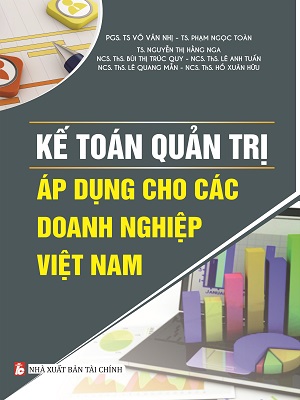 PGS. TS VÕ VĂN NHỊ - TS. PHẠM NGỌC TOÀN
TS. NGUYỄN THỊ HẰNG NGA
NCS. ThS. BÙI THỊ TRÚC QUY - NCS. ThS. LÊ ANH TUẤN
NCS. ThS. LÊ QUANG MẪN - NCS. ThS. HỒ XUÂN HỮU
KẾ TOÁN QUẢN TRỊ
ÁP DỤNG CHO CÁC
DOANH NGHIỆP
VIỆT NAM
NHÀ XUẤT BẢN TÀI CHÍNH